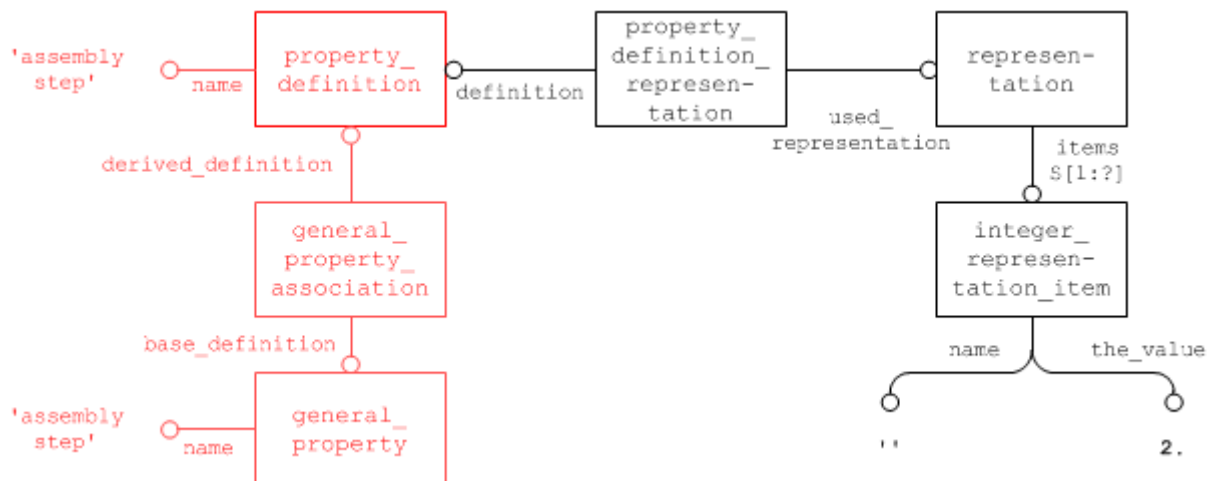 'assembly
step'
name
property_
definition
definition
property_
definition_
represen-
tation
used_
representation
represen-
tation
items
S[1:?]
derived_definition
general_
property_
association
integer_
represen-
tation_item
base_definition
name
the_value
'assembly
step'
name
general_
property
''
2.